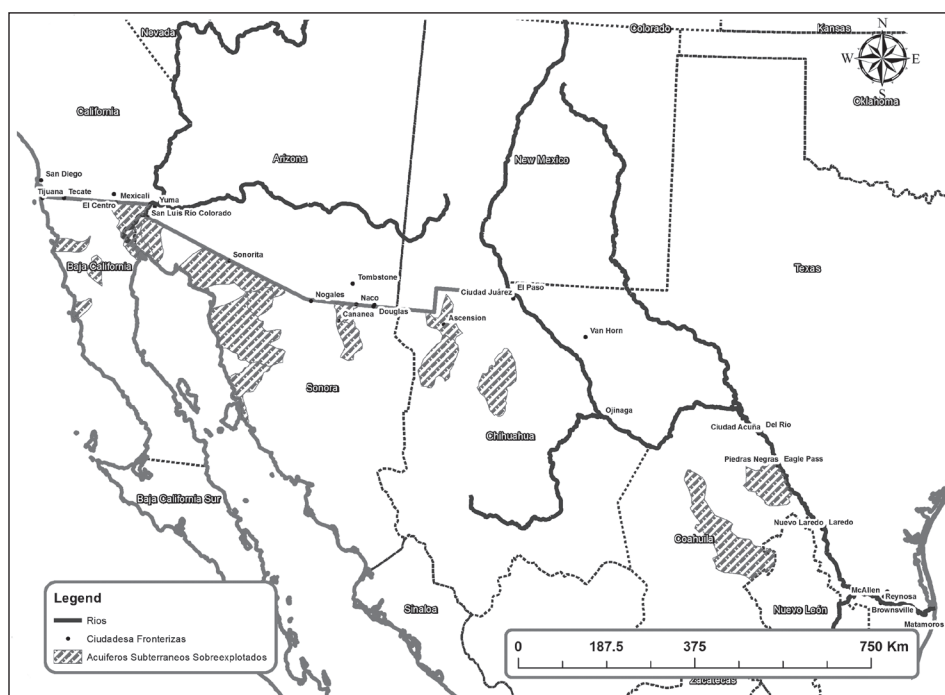 Nevada
Colorado
Kansas
N
W E
S
Oklahoma
California
Arizona
New Mexico
San Diego
Tijuana Tecate
Mexicali
El Centro
Yuma
San Luis Rio Colorado
Baja California
Sonorita
Texas
Tombstone
Nogales
Naco
Douglas
Cananea
Ciudad Juárez
El Paso
Ascension
Van Horn
Sonora
Chihuahua
Ojinaga
Ciudad Acuña
Del Rio
Piedras Negras
Eagle Pass
Baja California Sur
Nuevo Laredo
Laredo
Coahuila
Sinaloa
McAllen
Reynosa
Nuevo León
Brownsville
Matamoros
Zacatecas
Legend
Rios
Ciudadesa Fronterizas
Acuiferos Subterraneos Sobreexplotados
0 187.5 375 750 Km